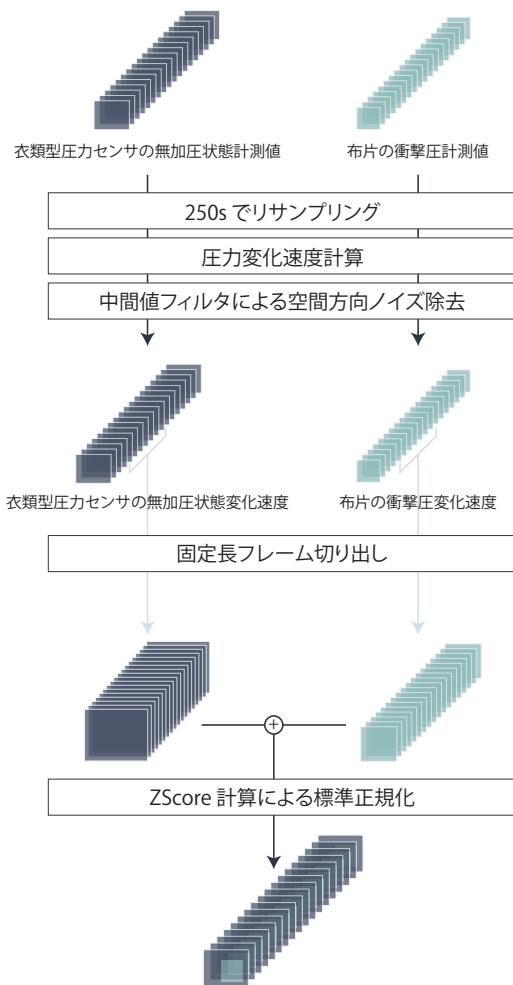 衣類型圧力センサの無加圧状態計測値
布片の衝撃圧計測値
250s でリサンプリング
圧力変化速度計算
中間値フィルタによる空間方向ノイズ除去
衣類型圧力センサの無加圧状態変化速度
布片の衝撃圧変化速度
固定長フレーム切り出し
ZScore 計算による標準正規化